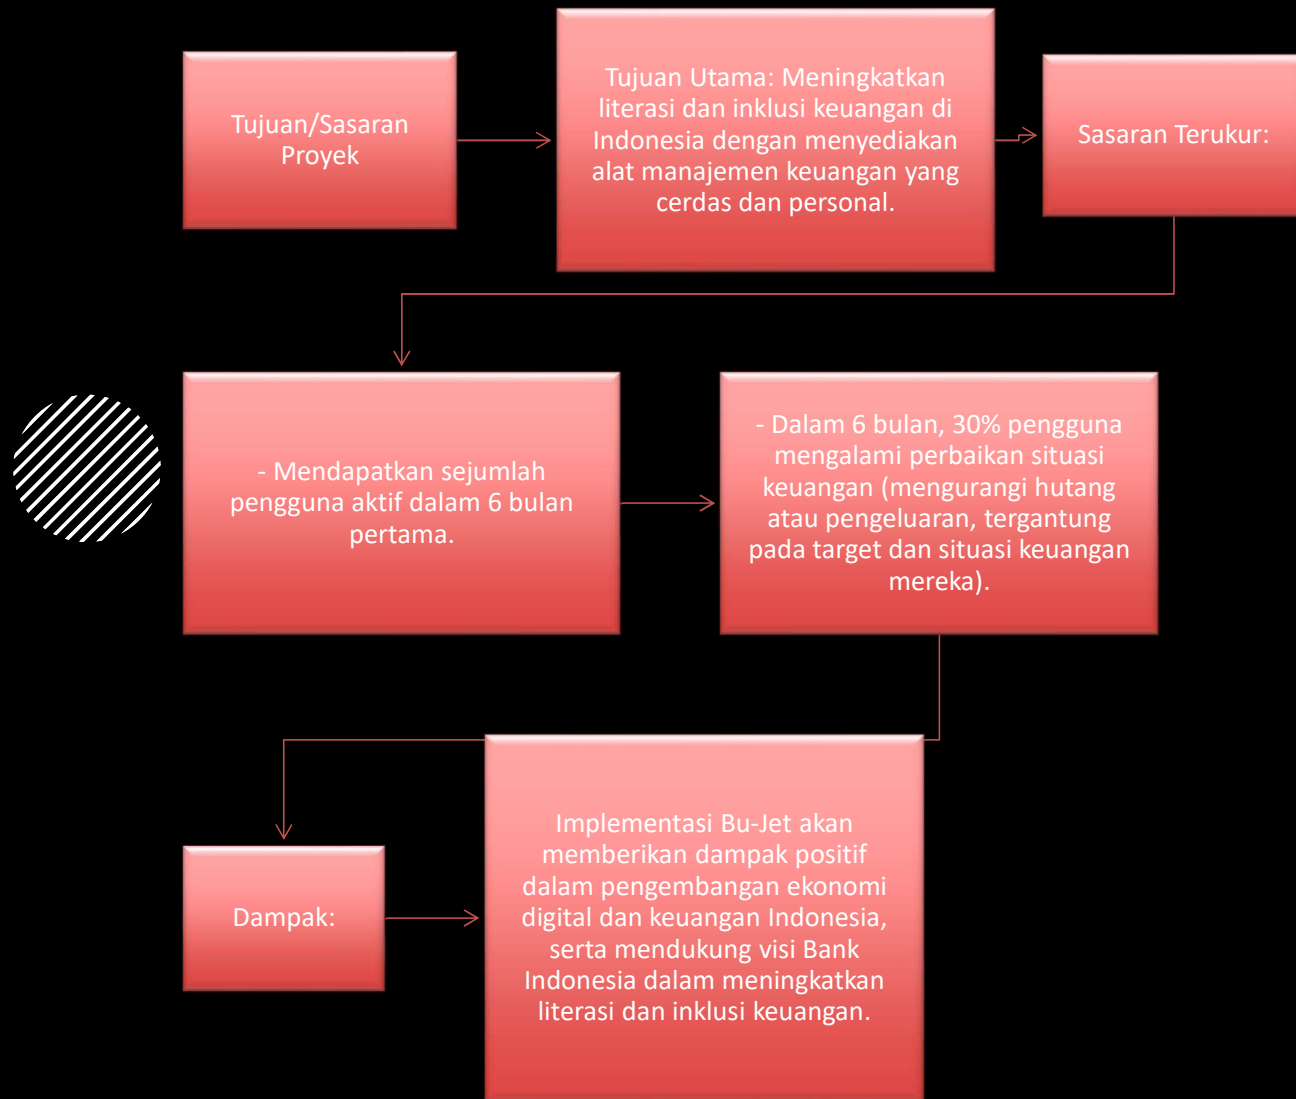 Tujuan/Sasaran
Proyek
Tujuan Utama: Meningkatkan
literasi dan inklusi keuangan di
Indonesia dengan menyediakan
alat manajemen keuangan yang
cerdas dan personal.
Sasaran Terukur:
- Mendapatkan sejumlah
pengguna aktif dalam 6 bulan
pertama.
- Dalam 6 bulan, 30% pengguna
mengalami perbaikan situasi
keuangan (mengurangi hutang
atau pengeluaran, tergantung
pada target dan situasi keuangan
mereka).
Dampak:
Implementasi Bu-Jet akan
memberikan dampak positif
dalam pengembangan ekonomi
digital dan keuangan Indonesia,
serta mendukung visi Bank
Indonesia dalam meningkatkan
literasi dan inklusi keuangan.